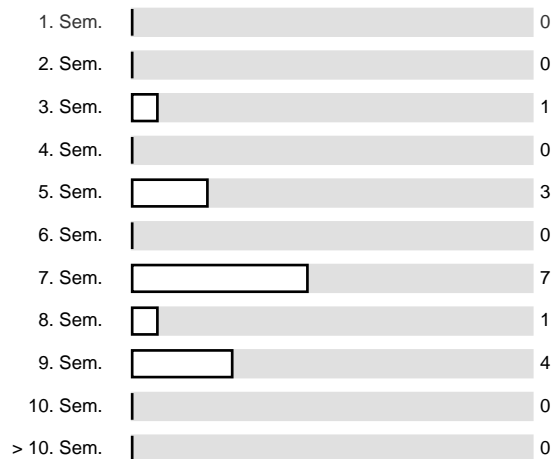 1. Sem. 0
2. Sem. 0
3. Sem. 1
4. Sem. 0
5. Sem. 3
6. Sem. 0
7. Sem. 7
8. Sem. 1
9. Sem. 4
10. Sem. 0
> 10. Sem. 0